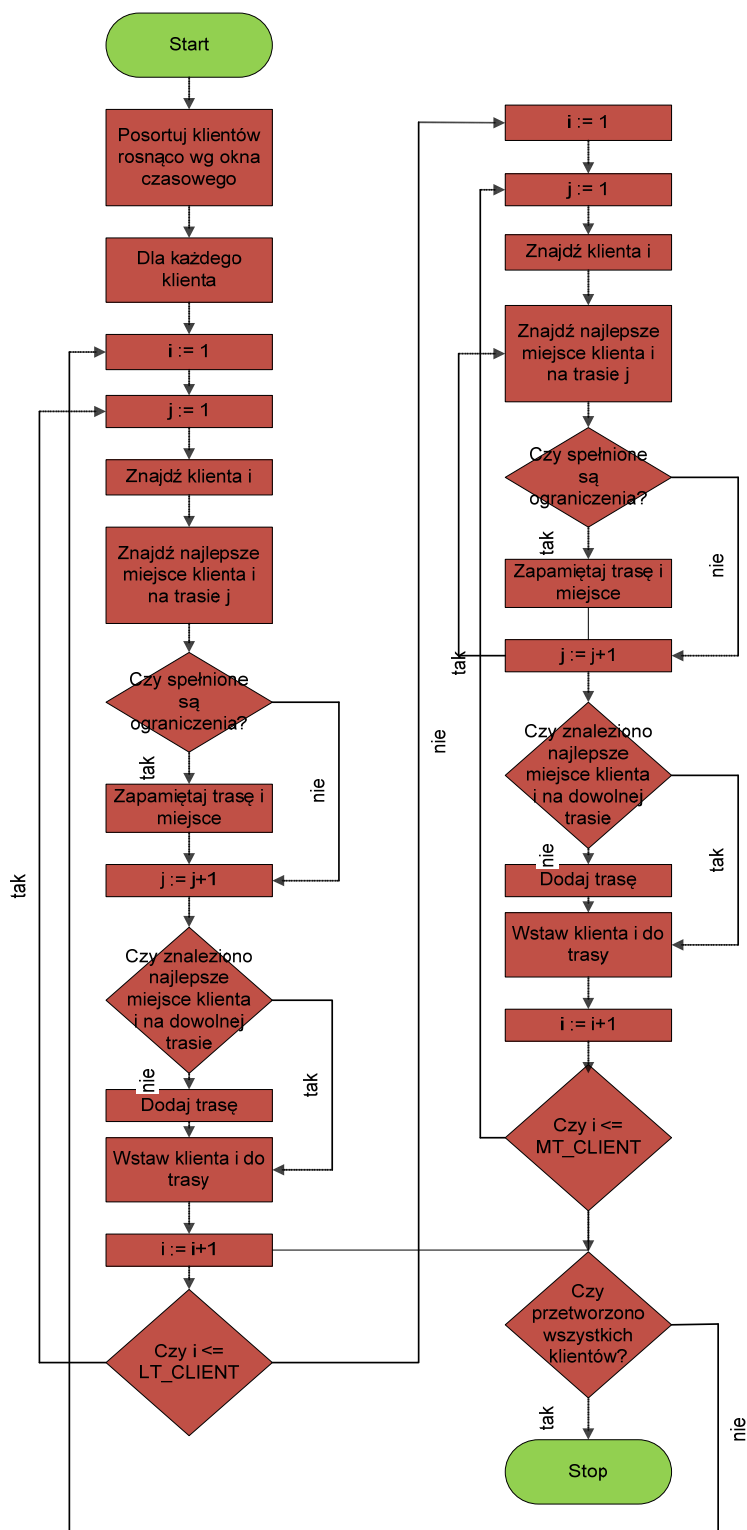 Start
Posortuj klientów
rosnąco wg okna
czasowego
Dla każdego
klienta
i := 1
j := 1
Znajdź klienta i
Znajdź najlepsze
miejsce klienta i
na trasie j
Czy spełnione
są
ograniczenia?
tak
nie
Zapamiętaj trasę i
miejsce
j := j+1
Czy znaleziono
najlepsze
miejsce klienta
i na dowolnej
trasie
nie
tak
Dodaj trasę
Wstaw klienta i do
trasy
i := i+1
Czy i <=
LT_CLIENT
tak
nie
i := 1
j := 1
Znajdź klienta i
Znajdź najlepsze
miejsce klienta i
na trasie j
Czy spełnione
są
ograniczenia?
tak
nie
Zapamiętaj trasę i
miejsce
j := j+1
tak
Czy znaleziono
najlepsze
miejsce klienta
i na dowolnej
trasie
nie
tak
Dodaj trasę
Wstaw klienta i do
trasy
i := i+1
Czy i <=
MT_CLIENT
Czy
przetworzono
wszystkich
klientów?
tak
nie
Stop